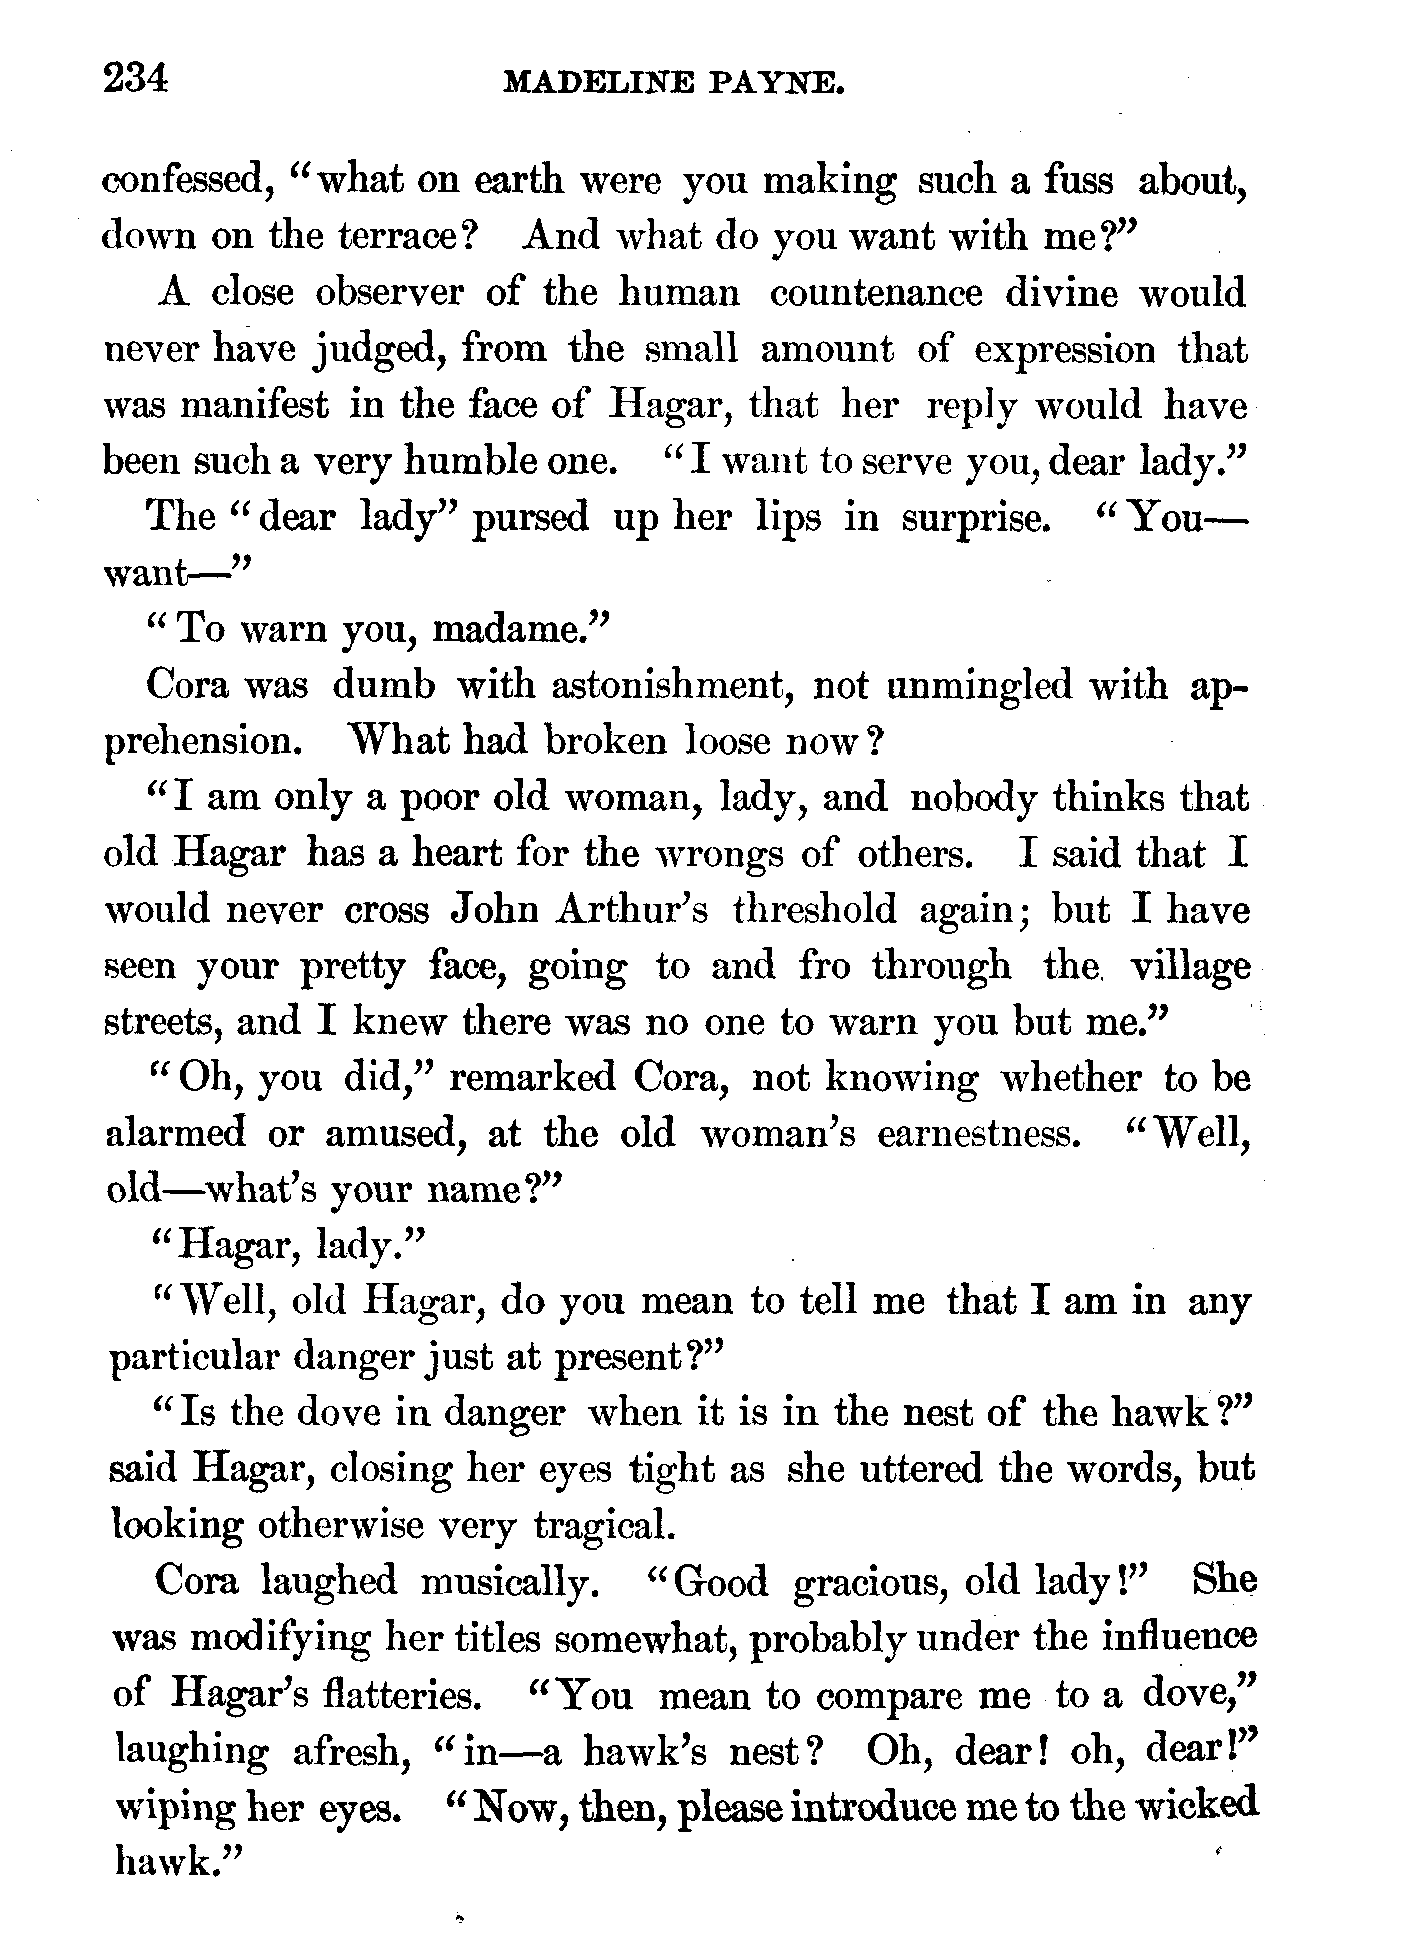 234 MADELINE PAYNE.
confessed, “what on earth were you making such a fuss about,
down on the terrace? And what do you want with me?”
A close observer of the human countenance divine would
never have judged, from the small amount of expression that
was manifest in the face of Hagar, that her reply would have
been such a very humble one. “I want to serve you, dear lady.”
The “dear lady” pursed up her lips in surprise. “You—
want—”
“To warn you, madame.”
Cora was dumb with astonishment, not unmingled with ap-
prehension. What had broken loose now?
“I am only a poor old woman, lady, and nobody thinks that
old Hagar has a heart for the wrongs of others. I said that I
would never cross John Arthur’s threshold again; but I have
seen your pretty face, going to and fro through the village
streets, and I knew there was no one to warn you but me.”
“Oh, you did,” remarked Cora, not knowing whether to be
alarmed or amused, at the old woman’s earnestness. “Well,
old—what’s your name?”
“Hagar, lady.”
“Well, old Hagar, do you mean to tell me that I am in any
particular danger just at present?”
“Is the dove in danger when it is in the nest of the hawk?”
said Hagar, closing her eyes tight as she uttered the words, but
looking otherwise very tragical.
Cora laughed musically. “Good gracious, old lady!” She
was modifying her titles somewhat, probably under the influence
of Hagar’s flatteries. “You mean to compare me to a dove,”
laughing afresh, “in—a hawk’s nest? Oh, dear! oh, dear!”
wiping her eyes. “Now, then, please introduce me to the wicked
hawk.”